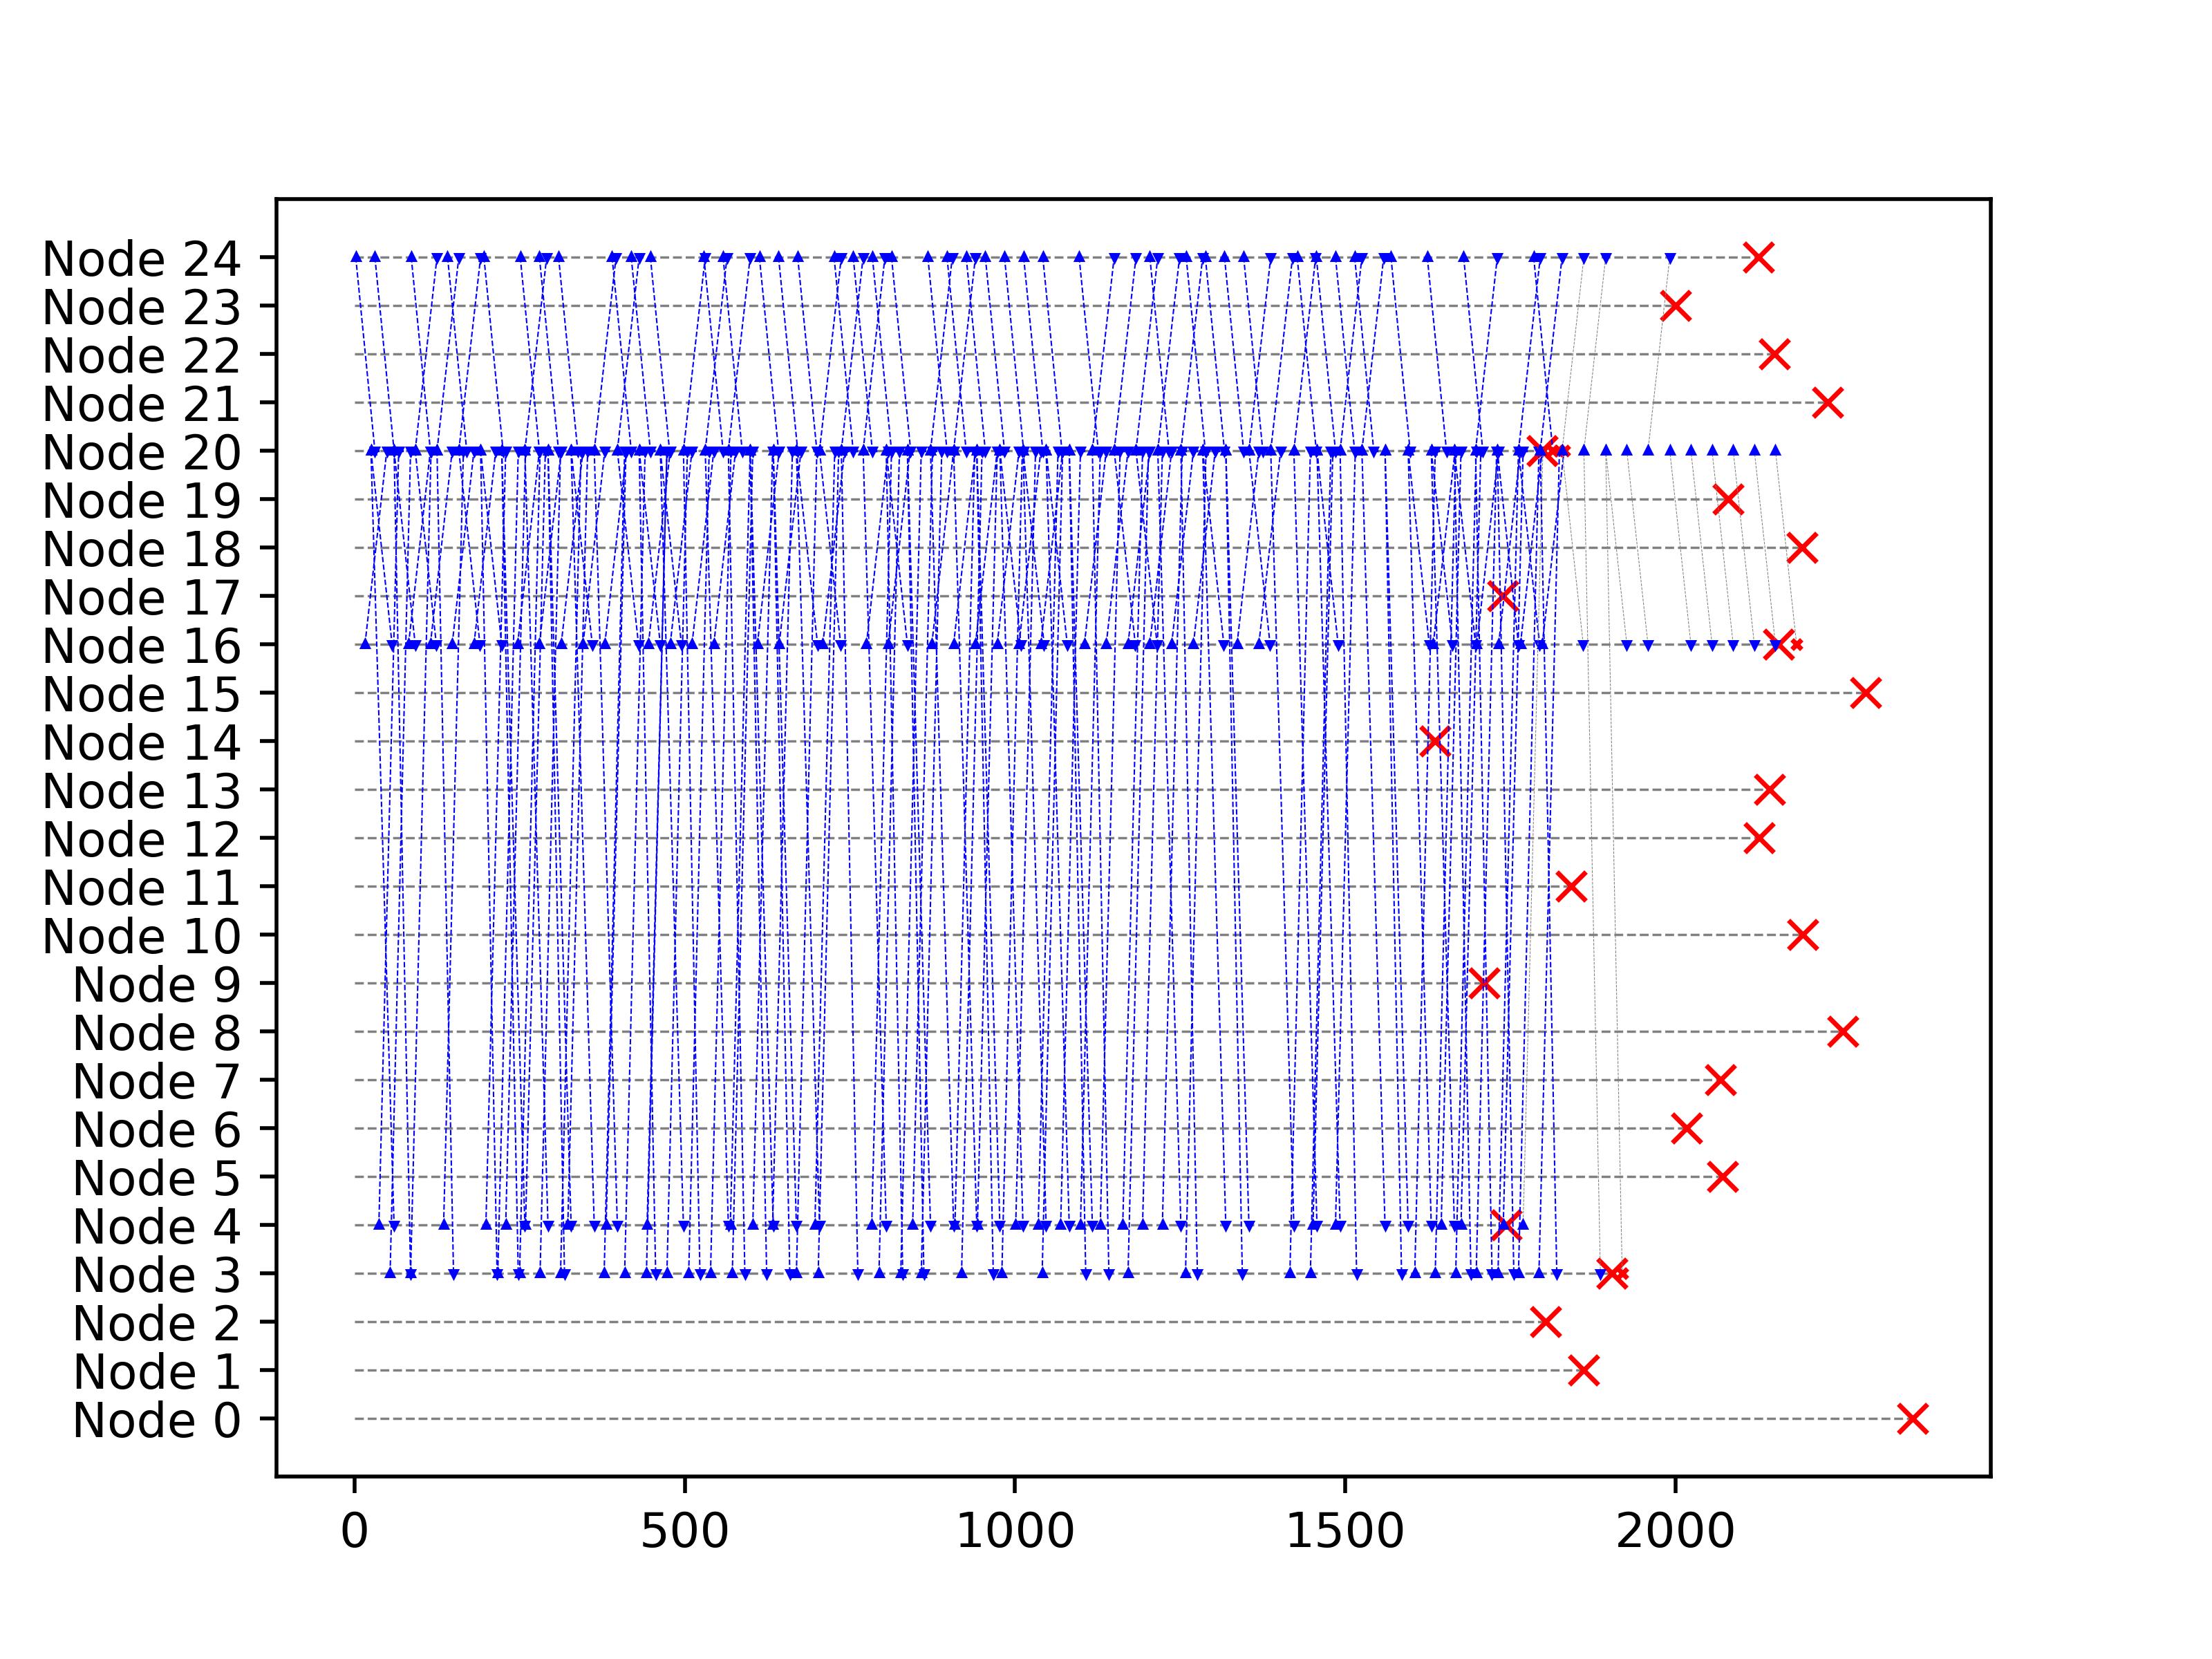 Node 24
Node 23
Node 22
Node 21
Node 20
Node 19
Node 18
Node 17
Node 16
Node 15
Node 14
Node 13
Node 12
Node 11
Node 10
Node 9
Node 8
Node 7
Node 6
Node 5
Node 4
Node 3
Node 2
Node 1
Node 0
0 500 1000 1500 2000